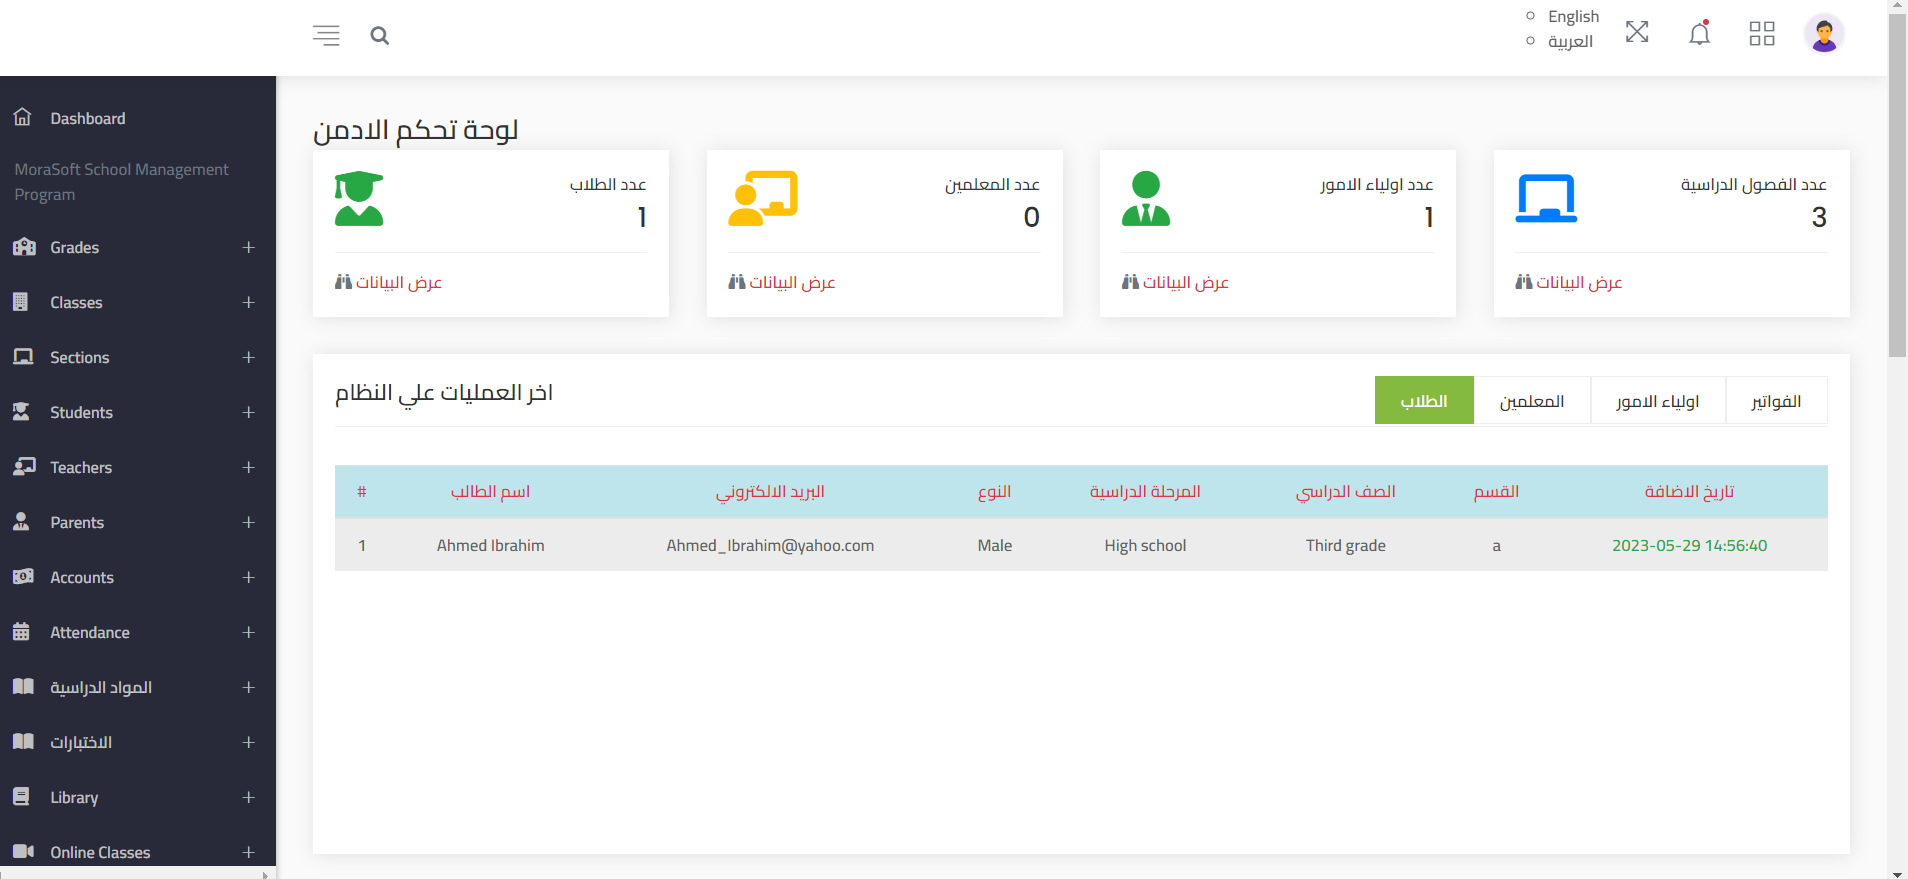 English
العربية
Dashboard
MoraSoft School Management
Program
Grades
Classes
Sections
Students
Teachers
Parents
Accounts
Attendance
المواد الدراسية
الاختبارات
Library
Online Classes
لوحة تحكم الادمن
عدد الطلاب
1
عرض البيانات
عدد المعلمين
0
عرض البيانات
عدد اولياء الامور
1
عرض البيانات
عدد الفصول الدراسية
3
عرض البيانات
اخر العمليات علي النظام
الطلاب المعلمين اولياء الامور الفواتير
# اسم الطالب البريد الالكتروني النوع المرحلة الدراسية الصف الدراسي القسم تاريخ الاضافة
1 Ahmed Ibrahim Ahmed_Ibrahim@yahoo.com Male High school Third grade a 2023-05-29 14:56:40